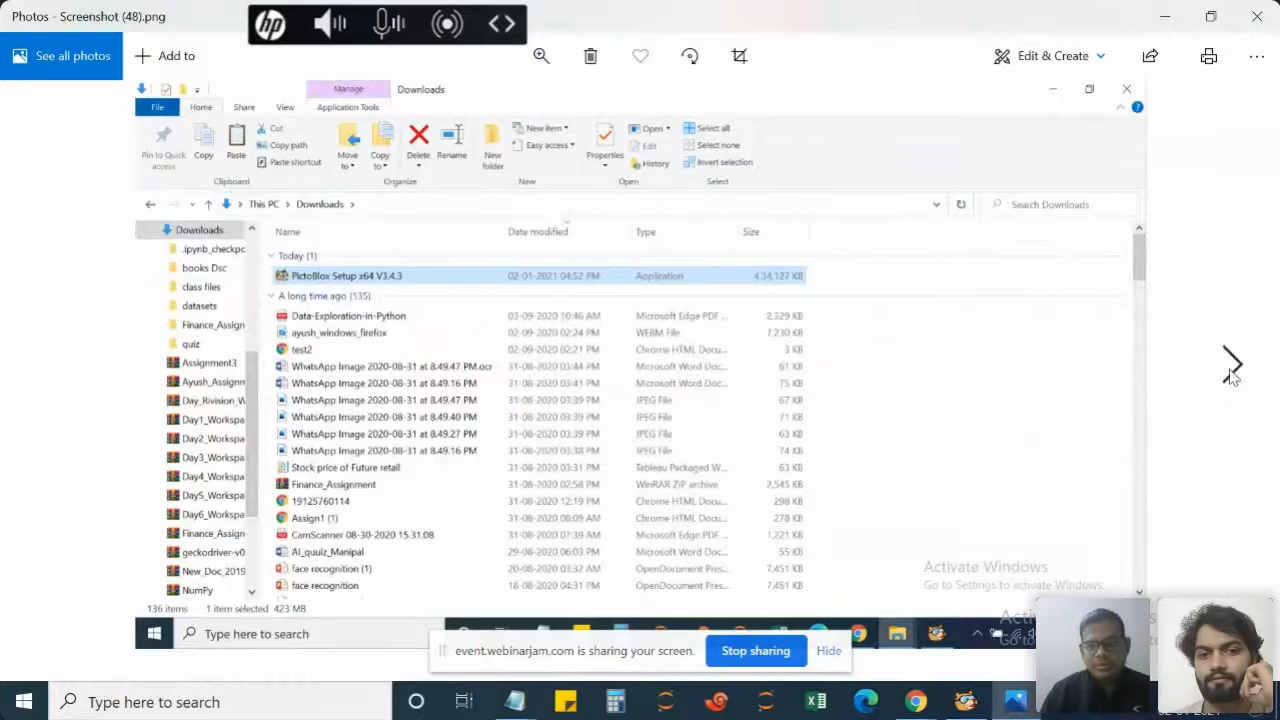 Photos - Screenshot (48).png
hp
See all photos
Add to
Edit & Create
Manage
Downloads
File
Home
Share
View
Application Tools
Pin to Quick access
Copy
Paste
Cut
Copy path
Paste shortcut
Clipboard
Move to
Copy to
Delete
Rename
Organize
New folder
New item
Easy access
New
Properties
Open
Edit
History
Open
Select all
Select none
Invert selection
Select
This PC > Downloads >
Search Downloads
Downloads
.ipynb_checkpc
books Dsc
class files
datasets
Finance_Assign
quiz
Assignment3
Ayush_Assignm
Day_Rivision_W
Day1_Workspa
Day2_Workspa
Day3_Workspa
Day4_Workspa
Day5_Workspa
Day6_Workspa
Finance_Assign
geckodriver-v0
New_Doc_2019
NumPy
Name Date modified Type Size
Today (1)
PictoBlox Setup x64 V3.4.3 02-01-2021 04:52 PM Application 4,34,127 KB
A long time ago (135)
Data-Exploration-in-Python 03-09-2020 10:46 AM Microsoft Edge PDF ... 2,329 KB
ayush_windows_firefox 02-09-2020 02:24 PM WEBM File 7,230 KB
test2 02-09-2020 02:21 PM Chrome HTML Docu... 3 KB
WhatsApp Image 2020-08-31 at 8.49.47 PM.ocr 31-08-2020 03:44 PM Microsoft Word Doc... 61 KB
WhatsApp Image 2020-08-31 at 8.49.16 PM 31-08-2020 03:41 PM Microsoft Word Doc... 75 KB
WhatsApp Image 2020-08-31 at 8.49.47 PM 31-08-2020 03:39 PM JPEG File 67 KB
WhatsApp Image 2020-08-31 at 8.49.40 PM 31-08-2020 03:39 PM JPEG File 71 KB
WhatsApp Image 2020-08-31 at 8.49.27 PM 31-08-2020 03:39 PM JPEG File 63 KB
WhatsApp Image 2020-08-31 at 8.49.16 PM 31-08-2020 03:38 PM JPEG File 74 KB
Stock price of Future retail 31-08-2020 03:31 PM Tableau Packaged W... 63 KB
Finance_Assignment 31-08-2020 02:58 PM WinRAR ZIP archive 2,545 KB
19125760114 31-08-2020 12:19 PM Chrome HTML Docu... 298 KB
Assign1 (1) 31-08-2020 08:09 AM Chrome HTML Docu... 278 KB
CamScanner 08-30-2020 15.31.08 31-08-2020 07:39 AM Microsoft Edge PDF ... 1,221 KB
AI_quuiz_Manipal 29-08-2020 06:03 PM Microsoft Word Doc... 55 KB
face recognition (1) 20-08-2020 03:32 AM OpenDocument Pres... 7,451 KB
face recognition 18-08-2020 04:31 PM OpenDocument Pres... 7,451 KB
Activate Windows
Go to Settings to activate Windows.
136 items 1 item selected 423 MB
Type here to search
event.webinarjam.com is sharing your screen.
Stop sharing
Hide
Type here to search